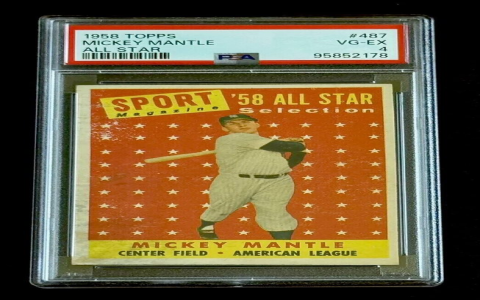 1958 TOPPS #487
MICKEY MANTLE VG-EX
ALL STAR 4
PSA 95852178
SPORT '58 ALL STAR
Magazine Selection
MICKEY MANTLE
CENTER FIELD • AMERICAN LEAGUE